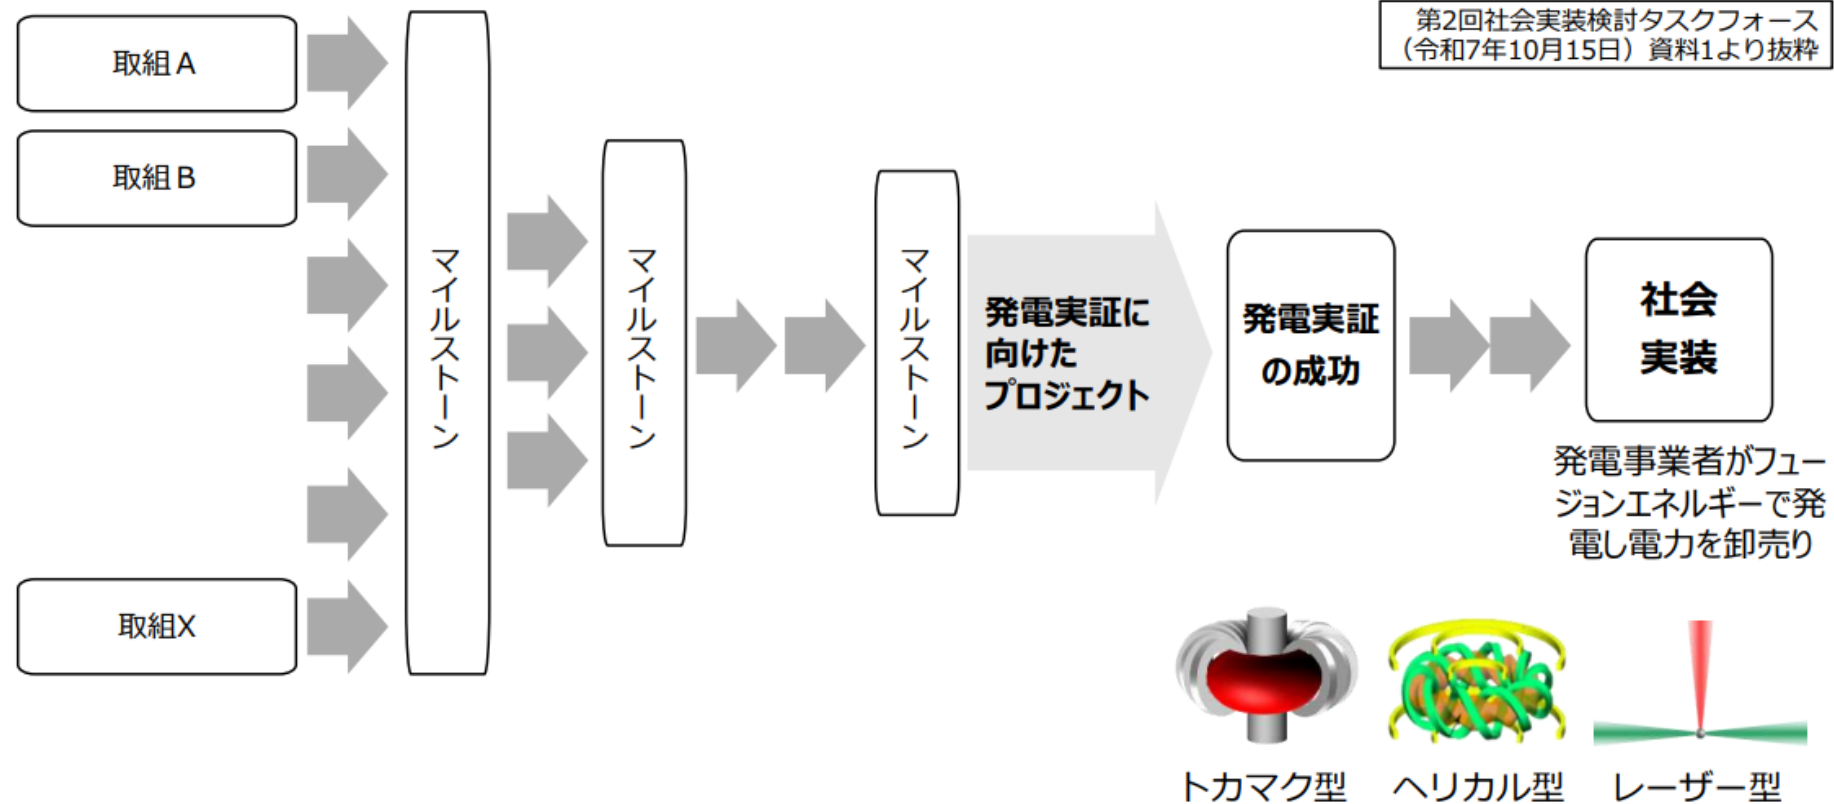 第2回社会実装検討タスクフォース
（令和7年10月15日）資料1より抜粋
取組A
取組B
取組X
マイルストーン
マイルストーン
マイルストーン
発電実証に
向けた
プロジェクト
発電実証
の成功
社会
実装
発電事業者がフュー
ジョンエネルギーで発
電し電力を卸売り
トカマク型
ヘリカル型
レーザー型